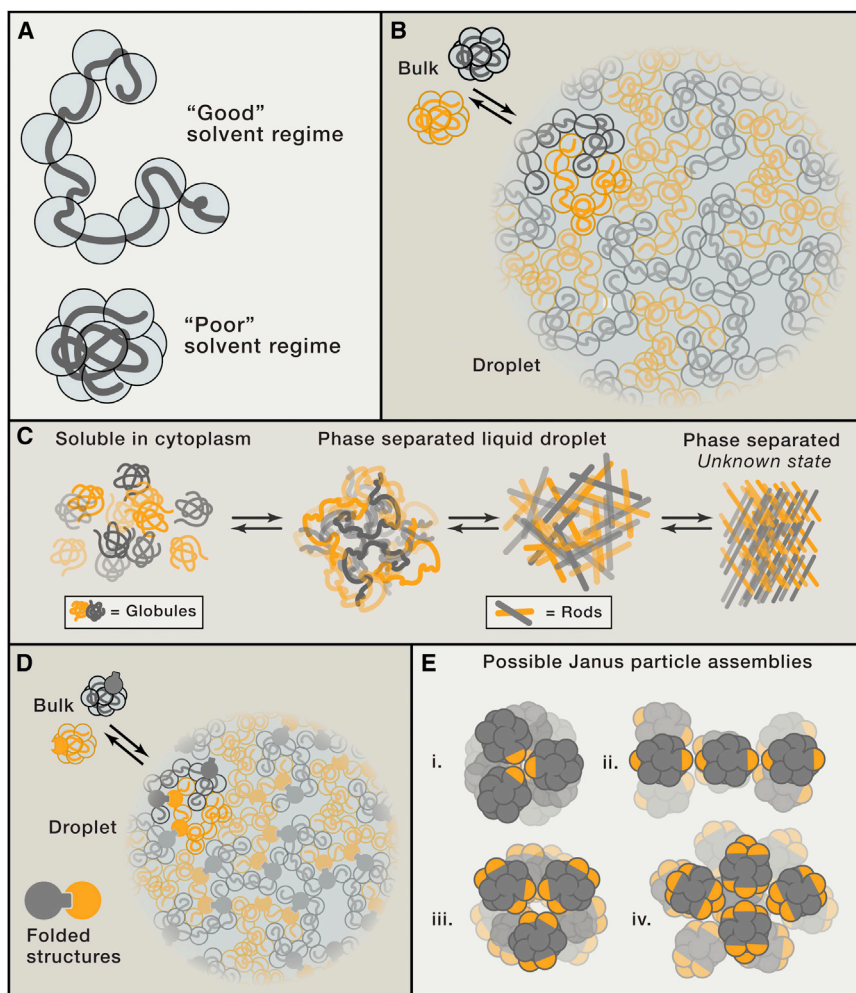 A
“Good”
solvent regime
“Poor”
solvent regime
B
Bulk
Droplet
C
Soluble in cytoplasm
Phase separated liquid droplet
Phase separated
Unknown state
= Globules
= Rods
D
Bulk
Droplet
Folded
structures
E
Possible Janus particle assemblies
i.
ii.
iii.
iv.